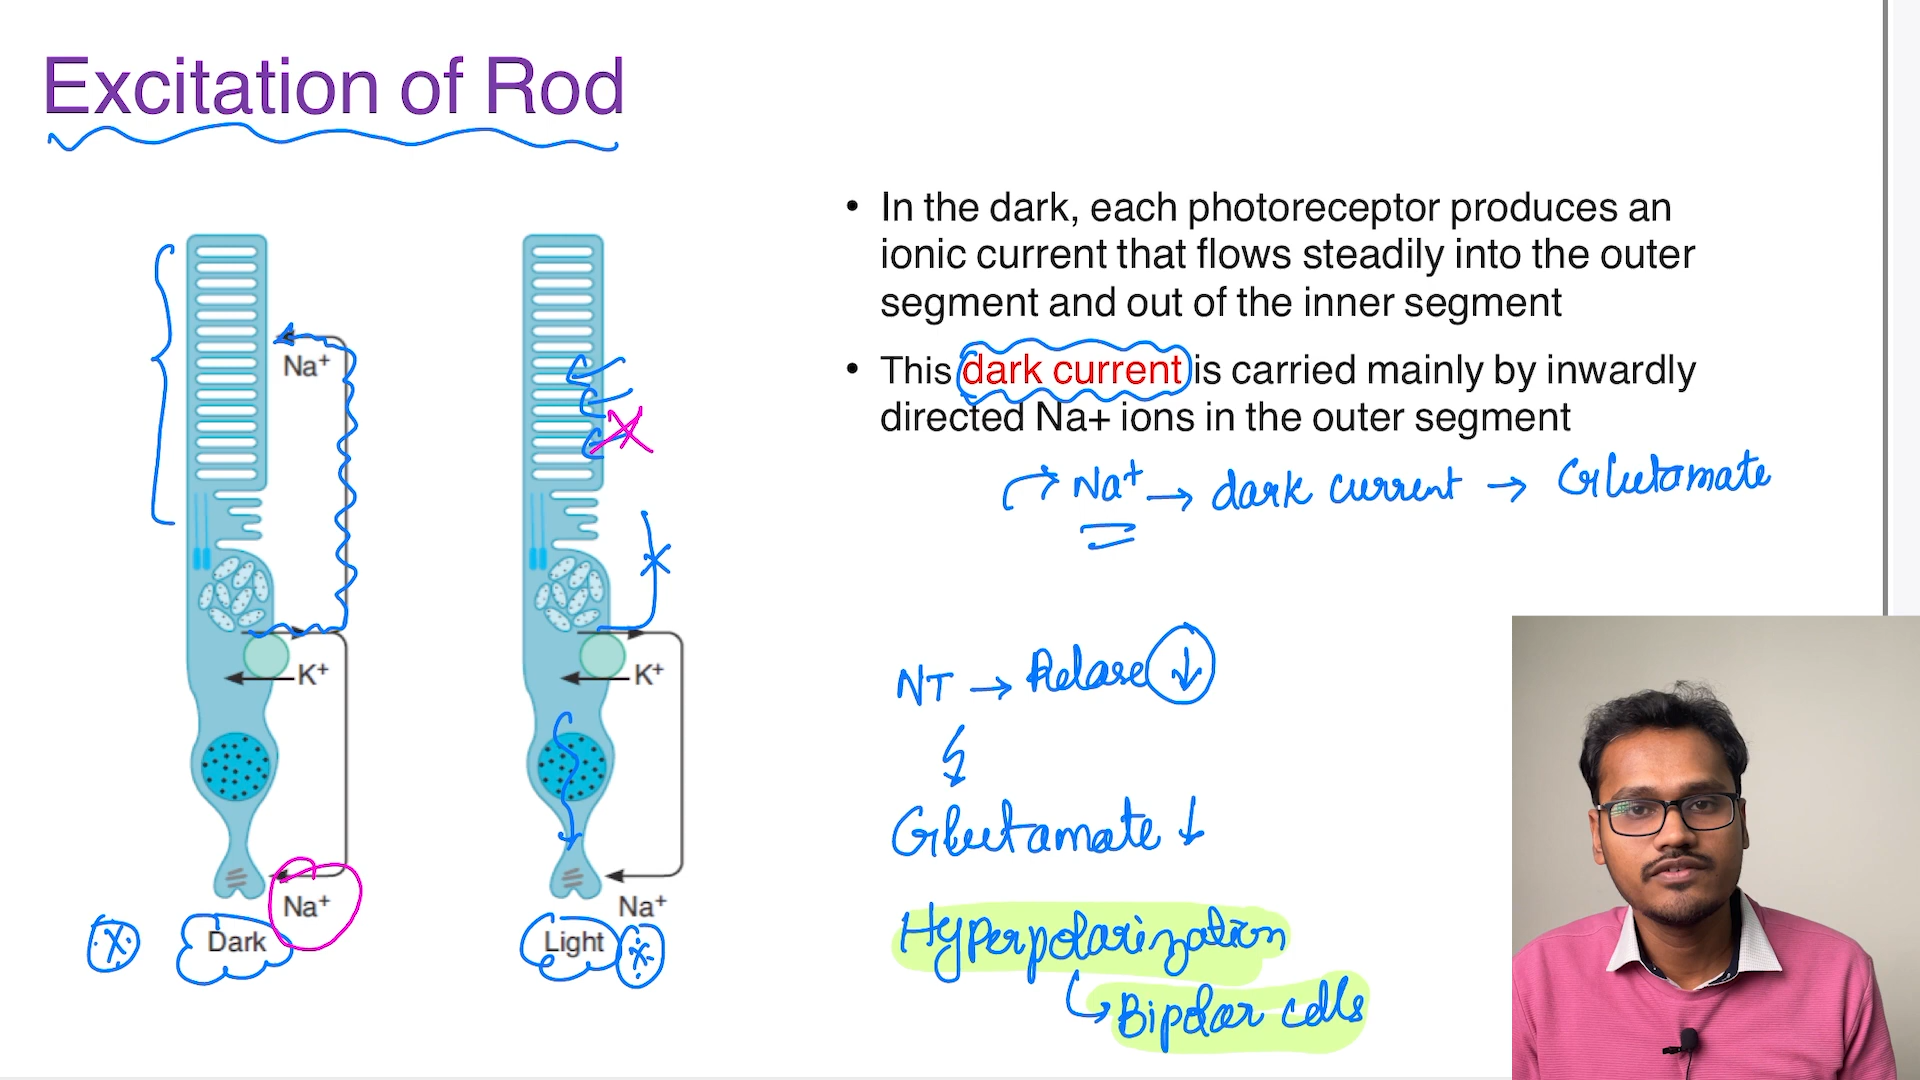 Excitation of Rod
• In the dark, each photoreceptor produces an
ionic current that flows steadily into the outer
segment and out of the inner segment
• This dark current is carried mainly by inwardly
directed Na+ ions in the outer segment
Na⁺ → dark current → Glutamate
NT → Relase ↓
Glutamate ↓
Hyperpolarization
Bipolar cells
Na⁺
K⁺
Na⁺
Dark
K⁺
Na⁺
Light